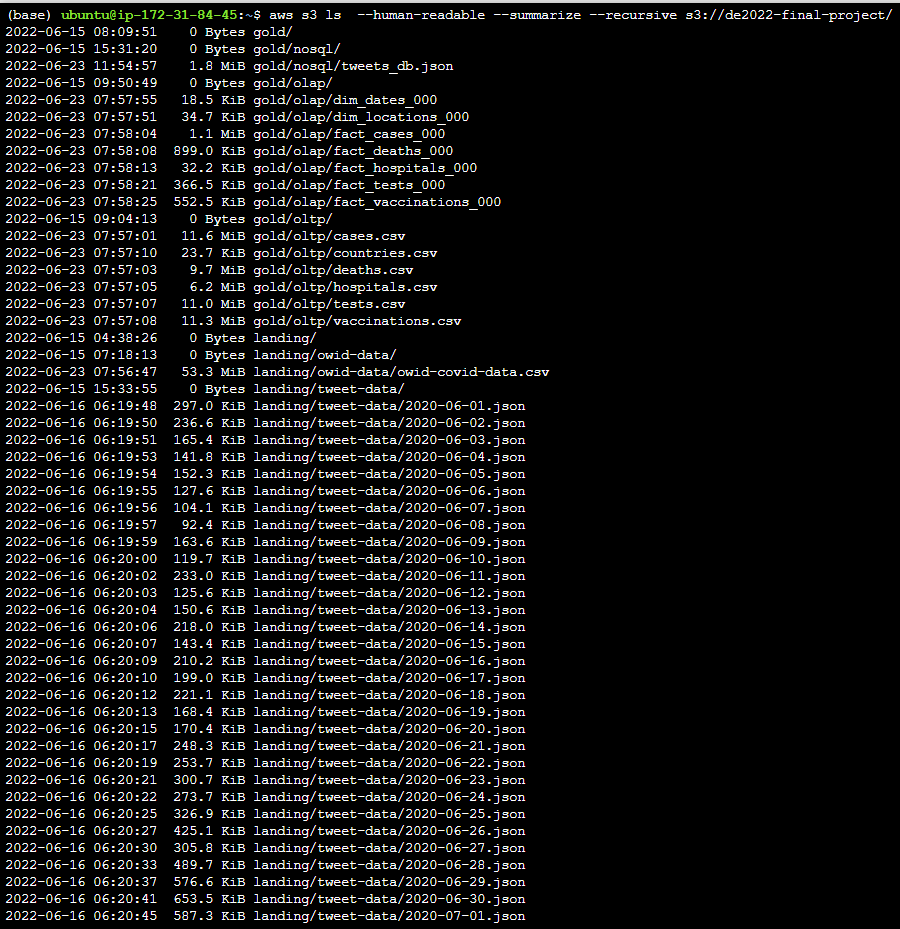 (base) ubuntu@ip-172-31-84-45:~$ aws s3 ls  --human-readable --summarize --recursive s3://de2022-final-project/
2022-06-15 08:09:51    0 Bytes gold/
2022-06-15 15:31:20    0 Bytes gold/nosql/
2022-06-23 11:54:57    1.8 MiB gold/nosql/tweets_db.json
2022-06-15 09:50:49    0 Bytes gold/olap/
2022-06-23 07:57:55   18.5 KiB gold/olap/dim_dates_000
2022-06-23 07:57:51   34.7 KiB gold/olap/dim_locations_000
2022-06-23 07:58:04    1.1 MiB gold/olap/fact_cases_000
2022-06-23 07:58:08  899.0 KiB gold/olap/fact_deaths_000
2022-06-23 07:58:13   32.2 KiB gold/olap/fact_hospitals_000
2022-06-23 07:58:21  366.5 KiB gold/olap/fact_tests_000
2022-06-23 07:58:25  552.5 KiB gold/olap/fact_vaccinations_000
2022-06-15 09:04:13    0 Bytes gold/oltp/
2022-06-23 07:57:01   11.6 MiB gold/oltp/cases.csv
2022-06-23 07:57:10   23.7 KiB gold/oltp/countries.csv
2022-06-23 07:57:03    9.7 MiB gold/oltp/deaths.csv
2022-06-23 07:57:05    6.2 MiB gold/oltp/hospitals.csv
2022-06-23 07:57:07   11.0 MiB gold/oltp/tests.csv
2022-06-23 07:57:08   11.3 MiB gold/oltp/vaccinations.csv
2022-06-15 04:38:26    0 Bytes landing/
2022-06-15 07:18:13    0 Bytes landing/owid-data/
2022-06-23 07:56:47   53.3 MiB landing/owid-data/owid-covid-data.csv
2022-06-15 15:33:55    0 Bytes landing/tweet-data/
2022-06-16 06:19:48  297.0 KiB landing/tweet-data/2020-06-01.json
2022-06-16 06:19:50  236.6 KiB landing/tweet-data/2020-06-02.json
2022-06-16 06:19:51  165.4 KiB landing/tweet-data/2020-06-03.json
2022-06-16 06:19:53  141.8 KiB landing/tweet-data/2020-06-04.json
2022-06-16 06:19:54  152.3 KiB landing/tweet-data/2020-06-05.json
2022-06-16 06:19:55  127.6 KiB landing/tweet-data/2020-06-06.json
2022-06-16 06:19:56  104.1 KiB landing/tweet-data/2020-06-07.json
2022-06-16 06:19:57   92.4 KiB landing/tweet-data/2020-06-08.json
2022-06-16 06:19:59  163.6 KiB landing/tweet-data/2020-06-09.json
2022-06-16 06:20:00  119.7 KiB landing/tweet-data/2020-06-10.json
2022-06-16 06:20:02  233.0 KiB landing/tweet-data/2020-06-11.json
2022-06-16 06:20:03  125.6 KiB landing/tweet-data/2020-06-12.json
2022-06-16 06:20:04  150.6 KiB landing/tweet-data/2020-06-13.json
2022-06-16 06:20:06  218.0 KiB landing/tweet-data/2020-06-14.json
2022-06-16 06:20:07  143.4 KiB landing/tweet-data/2020-06-15.json
2022-06-16 06:20:09  210.2 KiB landing/tweet-data/2020-06-16.json
2022-06-16 06:20:10  199.0 KiB landing/tweet-data/2020-06-17.json
2022-06-16 06:20:12  221.1 KiB landing/tweet-data/2020-06-18.json
2022-06-16 06:20:13  168.4 KiB landing/tweet-data/2020-06-19.json
2022-06-16 06:20:15  170.4 KiB landing/tweet-data/2020-06-20.json
2022-06-16 06:20:17  248.3 KiB landing/tweet-data/2020-06-21.json
2022-06-16 06:20:19  253.7 KiB landing/tweet-data/2020-06-22.json
2022-06-16 06:20:21  300.7 KiB landing/tweet-data/2020-06-23.json
2022-06-16 06:20:22  273.7 KiB landing/tweet-data/2020-06-24.json
2022-06-16 06:20:25  326.9 KiB landing/tweet-data/2020-06-25.json
2022-06-16 06:20:27  425.1 KiB landing/tweet-data/2020-06-26.json
2022-06-16 06:20:30  305.8 KiB landing/tweet-data/2020-06-27.json
2022-06-16 06:20:33  489.7 KiB landing/tweet-data/2020-06-28.json
2022-06-16 06:20:37  576.6 KiB landing/tweet-data/2020-06-29.json
2022-06-16 06:20:41  653.5 KiB landing/tweet-data/2020-06-30.json
2022-06-16 06:20:45  587.3 KiB landing/tweet-data/2020-07-01.json